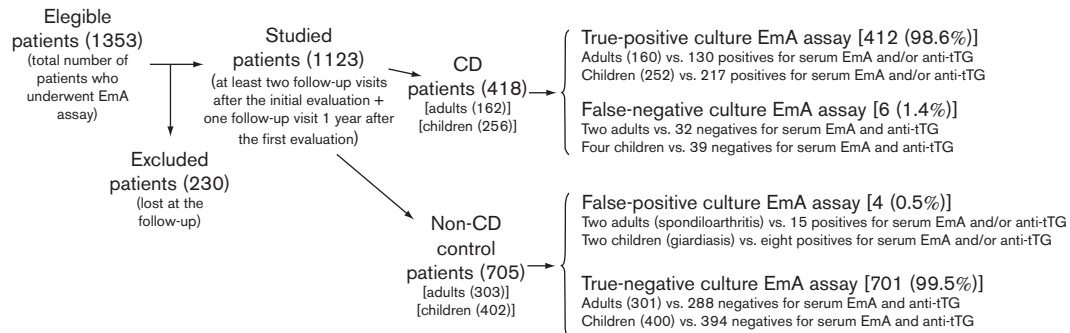 Elegible
patients (1353)
(total number of
patients who
underwent EmA
assay)
Excluded
patients (230)
(lost at the
follow-up)
Studied
patients (1123)
(at least two follow-up visits
after the initial evaluation +
one follow-up visit 1 year after
the first evaluation)
CD
patients (418)
[adults (162)]
[children (256)]
True-positive culture EmA assay [412 (98.6%)]
Adults (160) vs. 130 positives for serum EmA and/or anti-tTG
Children (252) vs. 217 positives for serum EmA and/or anti-tTG
False-negative culture EmA assay [6 (1.4%)]
Two adults vs. 32 negatives for serum EmA and anti-tTG
Four children vs. 39 negatives for serum EmA and anti-tTG
Non-CD
control
patients (705)
[adults (303)]
[children (402)]
False-positive culture EmA assay [4 (0.5%)]
Two adults (spondiloarthritis) vs. 15 positives for serum EmA and/or anti-tTG
Two children (giardiasis) vs. eight positives for serum EmA and/or anti-tTG
True-negative culture EmA assay [701 (99.5%)]
Adults (301) vs. 288 negatives for serum EmA and anti-tTG
Children (400) vs. 394 negatives for serum EmA and anti-tTG